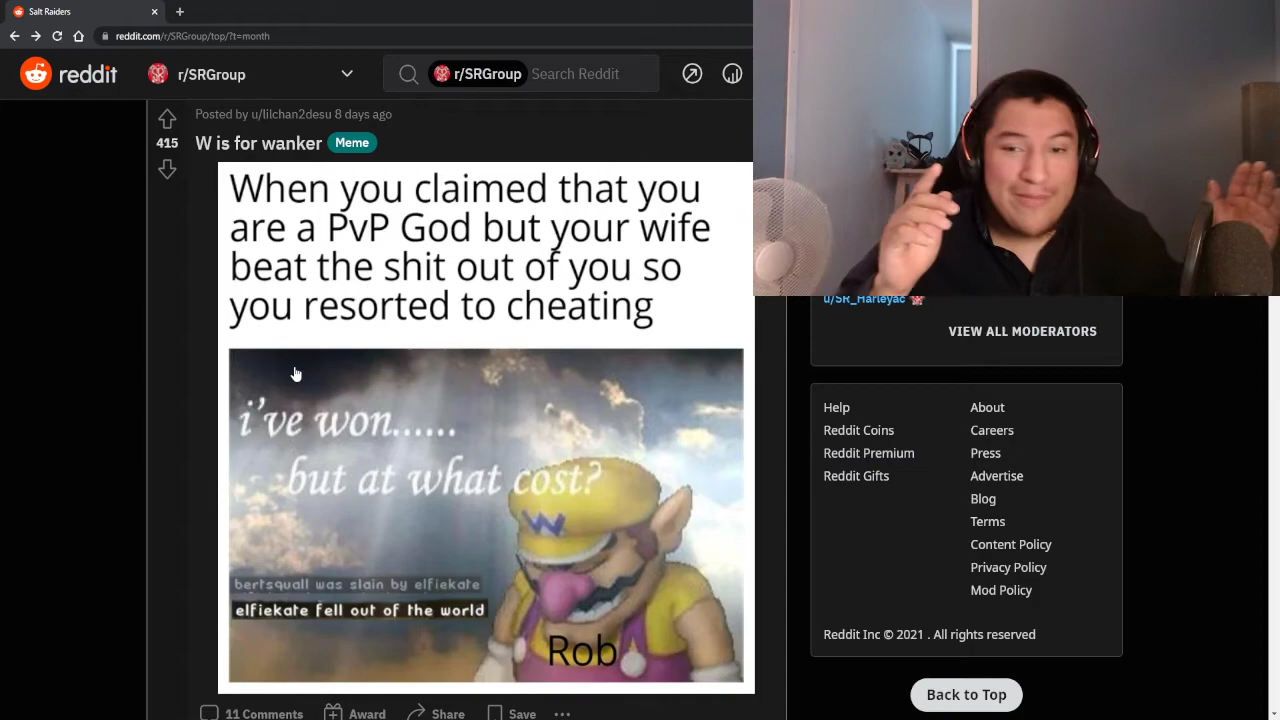 Salt Raiders
reddit.com/r/SRGroup/top/?t=month
reddit
r/SRGroup
r/SRGroup Search Reddit
Posted by u/lilchan2desu 8 days ago
415
W is for wanker Meme
When you claimed that you
are a PvP God but your wife
beat the shit out of you so
you resorted to cheating
i've won......
but at what cost?
W
bertsquall was slain by elfiekate
elfiekate fell out of the world
Rob
11 Comments Award Share Save
u/SR_Harleyac
VIEW ALL MODERATORS
Help
Reddit Coins
Reddit Premium
Reddit Gifts
About
Careers
Press
Advertise
Blog
Terms
Content Policy
Privacy Policy
Mod Policy
Reddit Inc © 2021 . All rights reserved
Back to Top